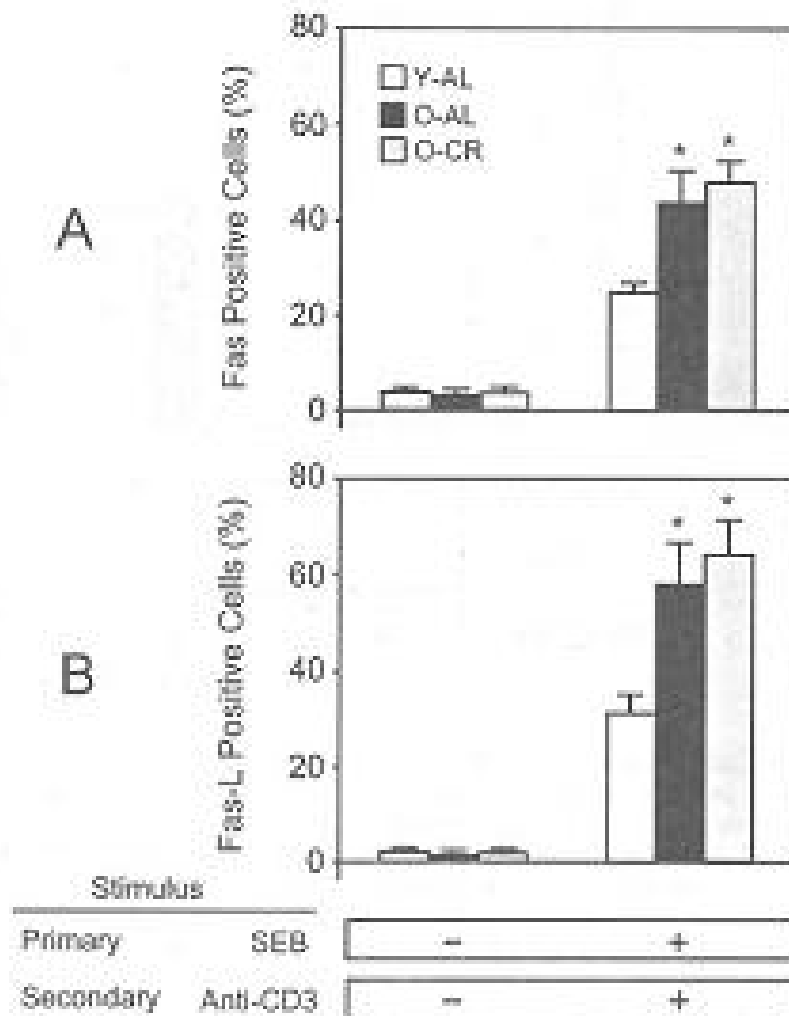 A
Fas Positive Cells (%)
80
60
40
20
0
Y-AL
O-AL
O-CR
* *
B
Fas-L Positive Cells (%)
80
60
40
20
0
* *
Stimulus
Primary SEB - +
Secondary Anti-CD3 - +